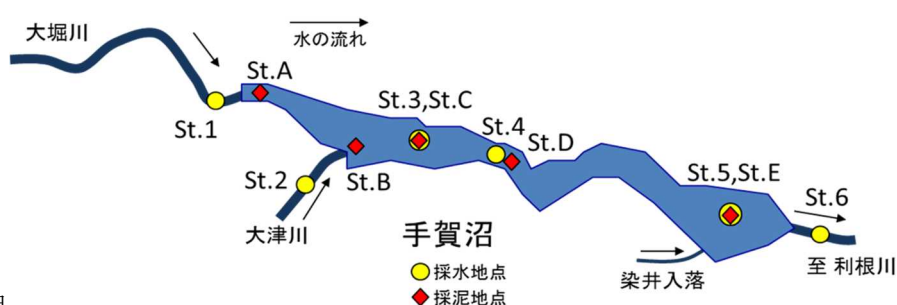 大堀川
水の流れ
St.A
St.3,St.C
St.1
St.4
St.D
St.2
St.B
St.5,St.E
St.6
大津川
手賀沼
採水地点
採泥地点
染井入落
至 利根川